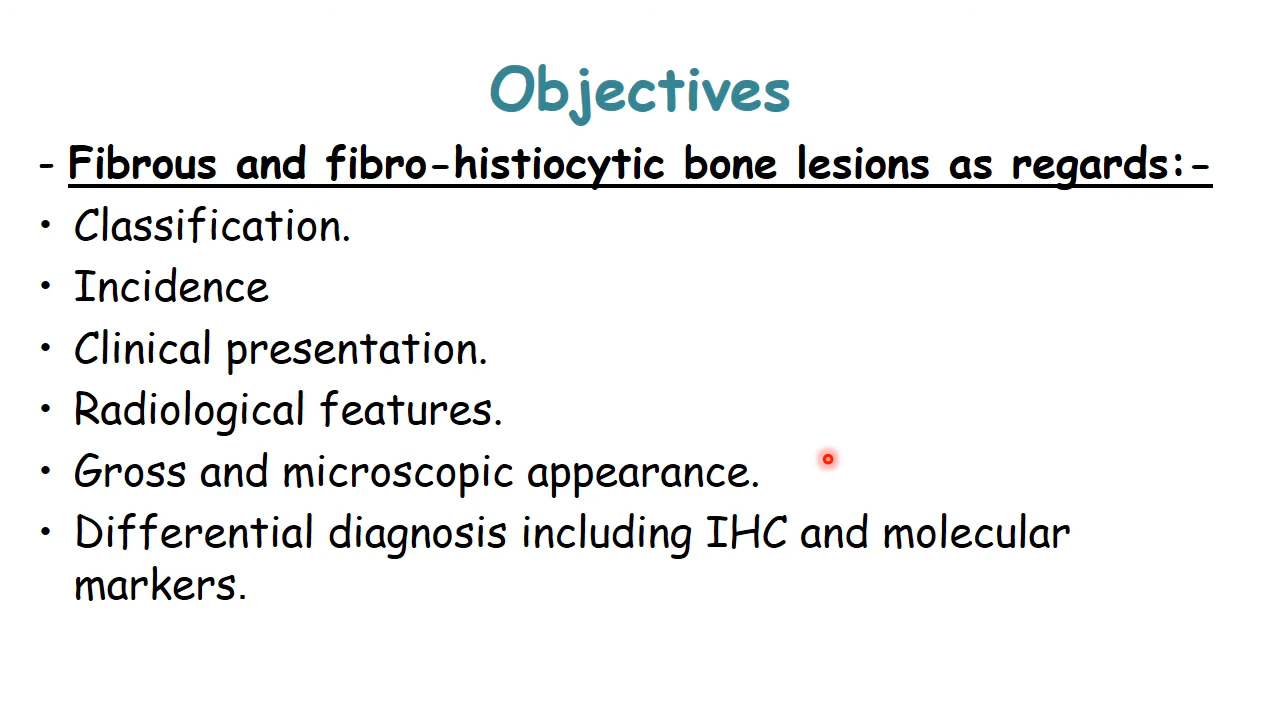 Objectives
- Fibrous and fibro-histiocytic bone lesions as regards:-
• Classification.
• Incidence
• Clinical presentation.
• Radiological features.
• Gross and microscopic appearance.
• Differential diagnosis including IHC and molecular
markers.